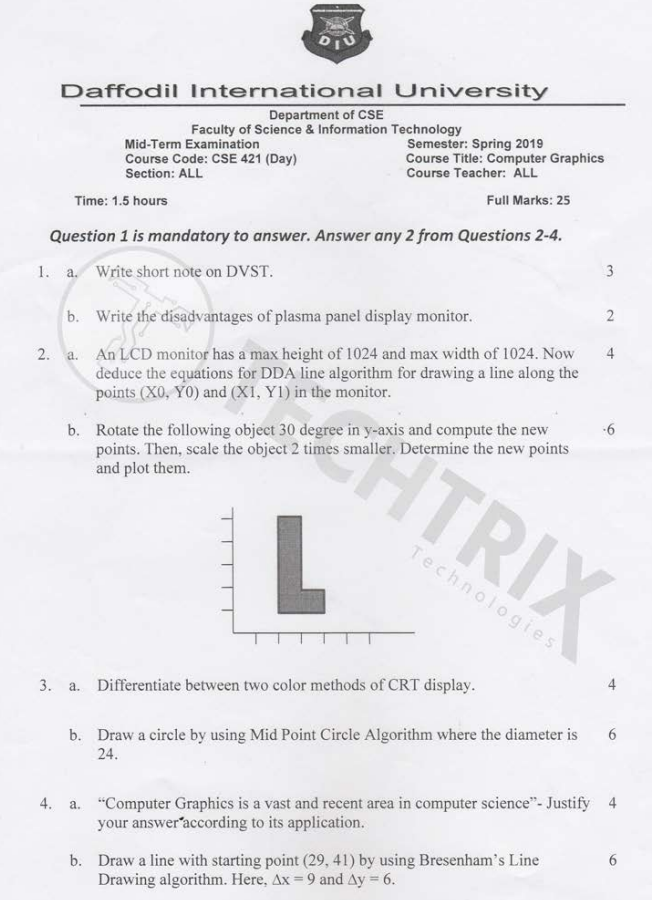 DIU
Daffodil International University
Department of CSE
Faculty of Science & Information Technology
Mid-Term Examination Semester: Spring 2019
Course Code: CSE 421 (Day) Course Title: Computer Graphics
Section: ALL Course Teacher: ALL
Time: 1.5 hours Full Marks: 25
Question 1 is mandatory to answer. Answer any 2 from Questions 2-4.
1. a. Write short note on DVST. 3
b. Write the disadvantages of plasma panel display monitor. 2
2. a. An LCD monitor has a max height of 1024 and max width of 1024. Now 4
deduce the equations for DDA line algorithm for drawing a line along the
points (X0, Y0) and (X1, Y1) in the monitor.
b. Rotate the following object 30 degree in y-axis and compute the new 6
points. Then, scale the object 2 times smaller. Determine the new points
and plot them.
TECHTRIX
Technologies
3. a. Differentiate between two color methods of CRT display. 4
b. Draw a circle by using Mid Point Circle Algorithm where the diameter is 6
24.
4. a. “Computer Graphics is a vast and recent area in computer science”- Justify 4
your answer according to its application.
b. Draw a line with starting point (29, 41) by using Bresenham’s Line 6
Drawing algorithm. Here, Δx = 9 and Δy = 6.